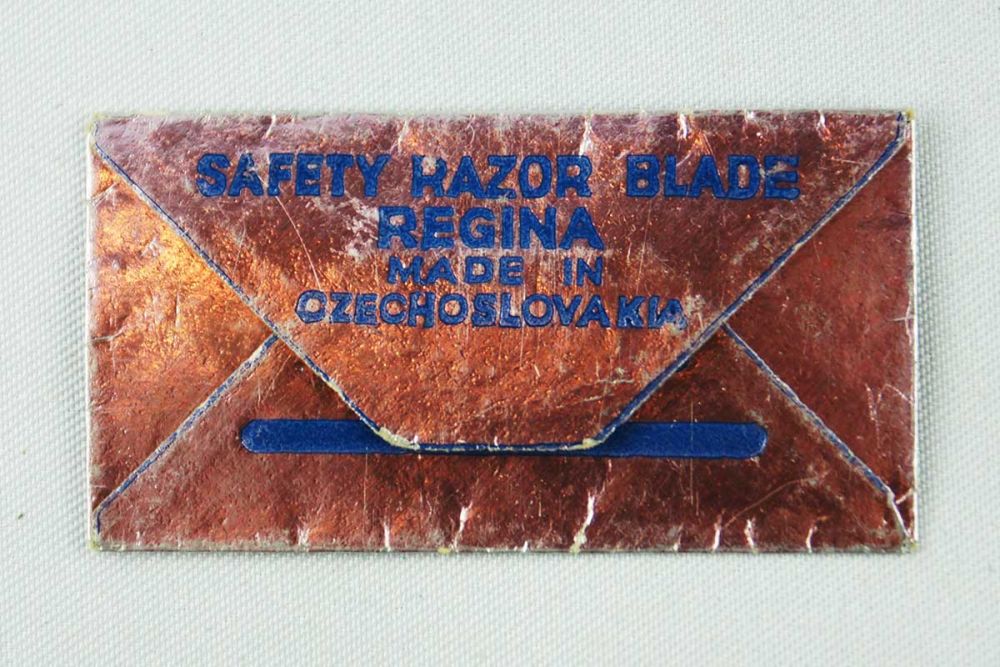 SAFETY RAZOR BLADE
REGINA
MADE IN
CZECHOSLOVAKIA